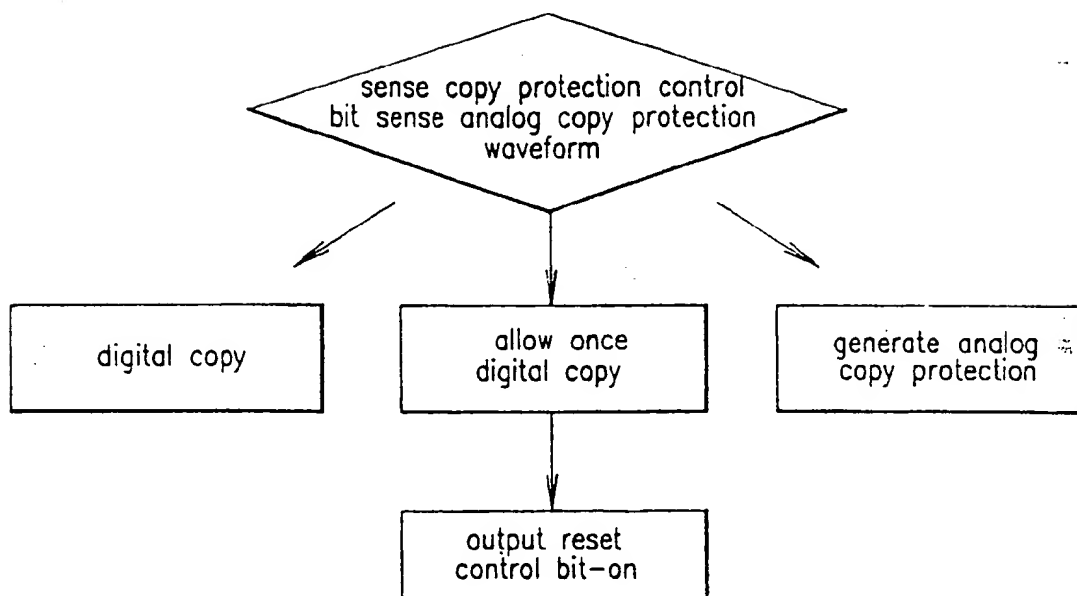 sense copy protection control
bit sense analog copy protection
waveform
digital copy
allow once
digital copy
generate analog
copy protection
output reset
control bit-on